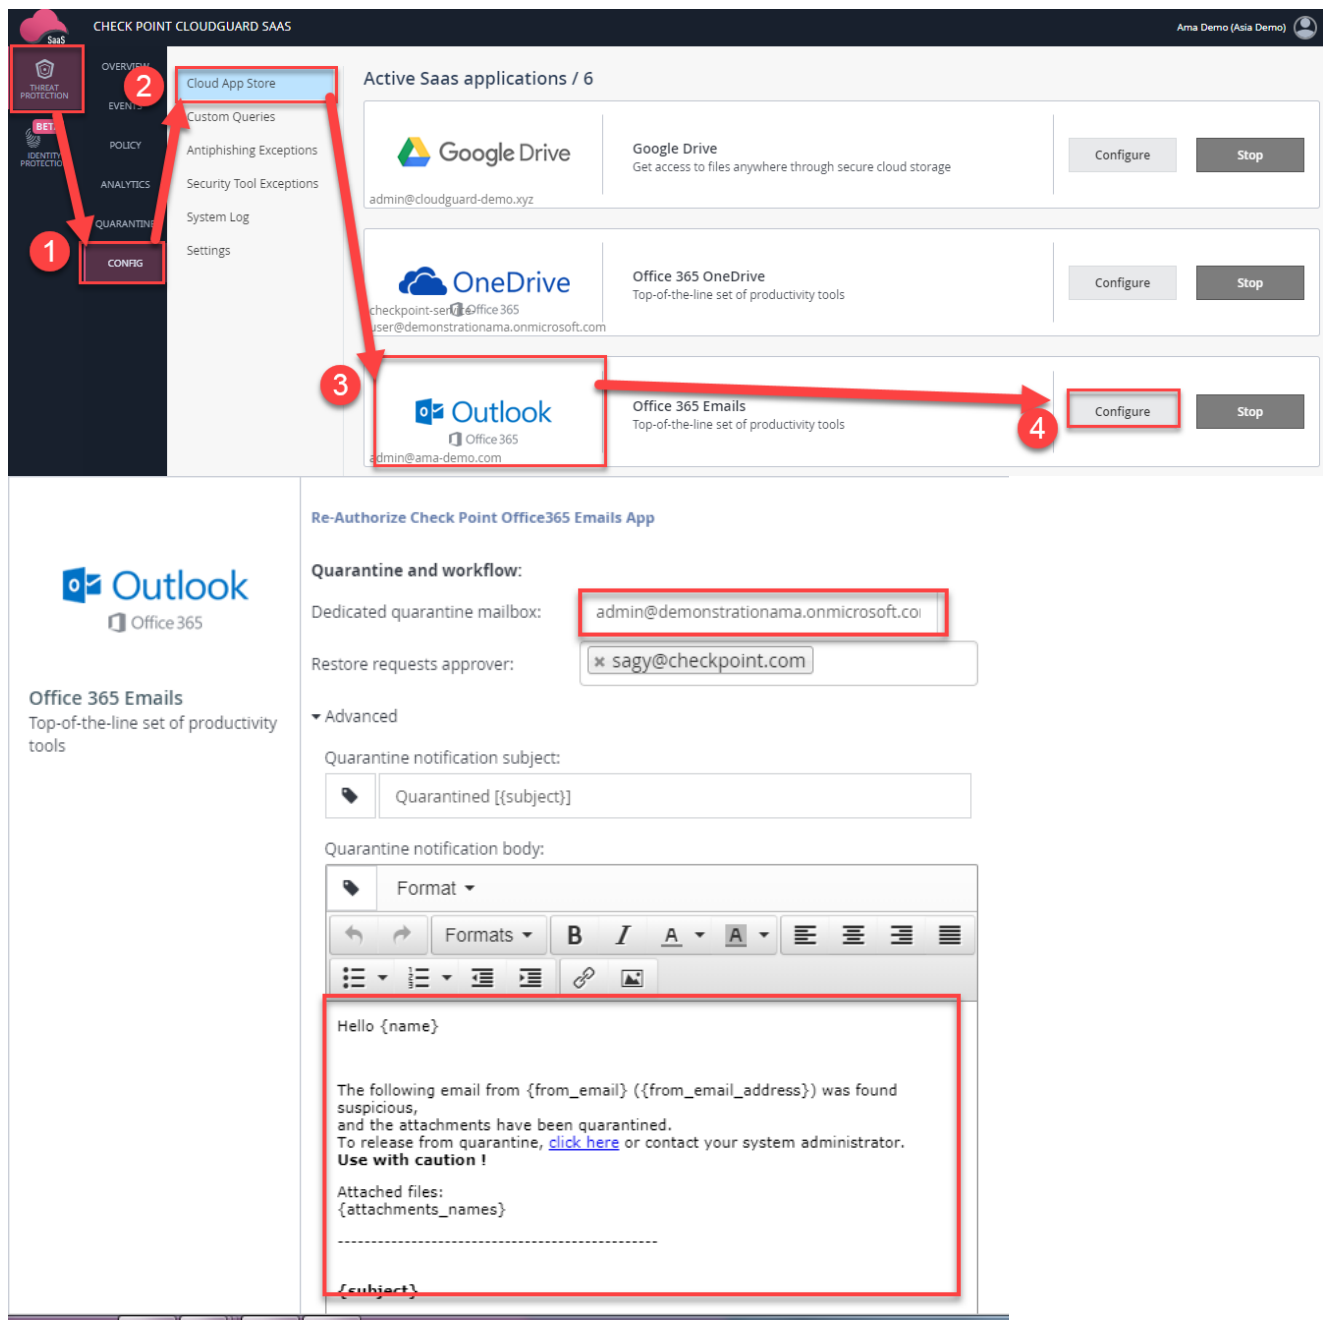 SaaS
CHECK POINT CLOUDGUARD SAAS
Ama Demo (Asia Demo)
THREAT
PROTECTION
IDENTITY
OVERVIEW
POLICY
ANALYTICS
CONFIG
1
2
Cloud App Store
Custom Queries
Antiphishing Exceptions
Security Tool Exceptions
System Log
Settings
Active Saas applications / 6
Google Drive
admin@cloudguard-demo.xyz
Google Drive
Get access to files anywhere through secure cloud storage
Configure
Stop
OneDrive
Office 365
user@demonstrationama.onmicrosoft.com
Office 365 OneDrive
Top-of-the-line set of productivity tools
Configure
Stop
3
Outlook
Office 365
admin@ama-demo.com
Office 365 Emails
Top-of-the-line set of productivity tools
4
Configure
Stop
Outlook
Office 365
Office 365 Emails
Top-of-the-line set of productivity
tools
Re-Authorize Check Point Office365 Emails App
Quarantine and workflow:
Dedicated quarantine mailbox:
admin@demonstrationama.onmicrosoft.co
Restore requests approver:
× sagy@checkpoint.com
Advanced
Quarantine notification subject:
Quarantined [{subject}]
Quarantine notification body:
Format
Formats
B I A A
Hello {name}
The following email from {from_email} ({from_email_address}) was found
suspicious,
and the attachments have been quarantined.
To release from quarantine, click here or contact your system administrator.
Use with caution !
Attached files:
{attachments_names}
------------------------------------------------
{subject}